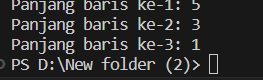 Panjang baris ke-1: 5
Panjang baris ke-2: 3
Panjang baris ke-3: 1
PS D:\New folder (2)>